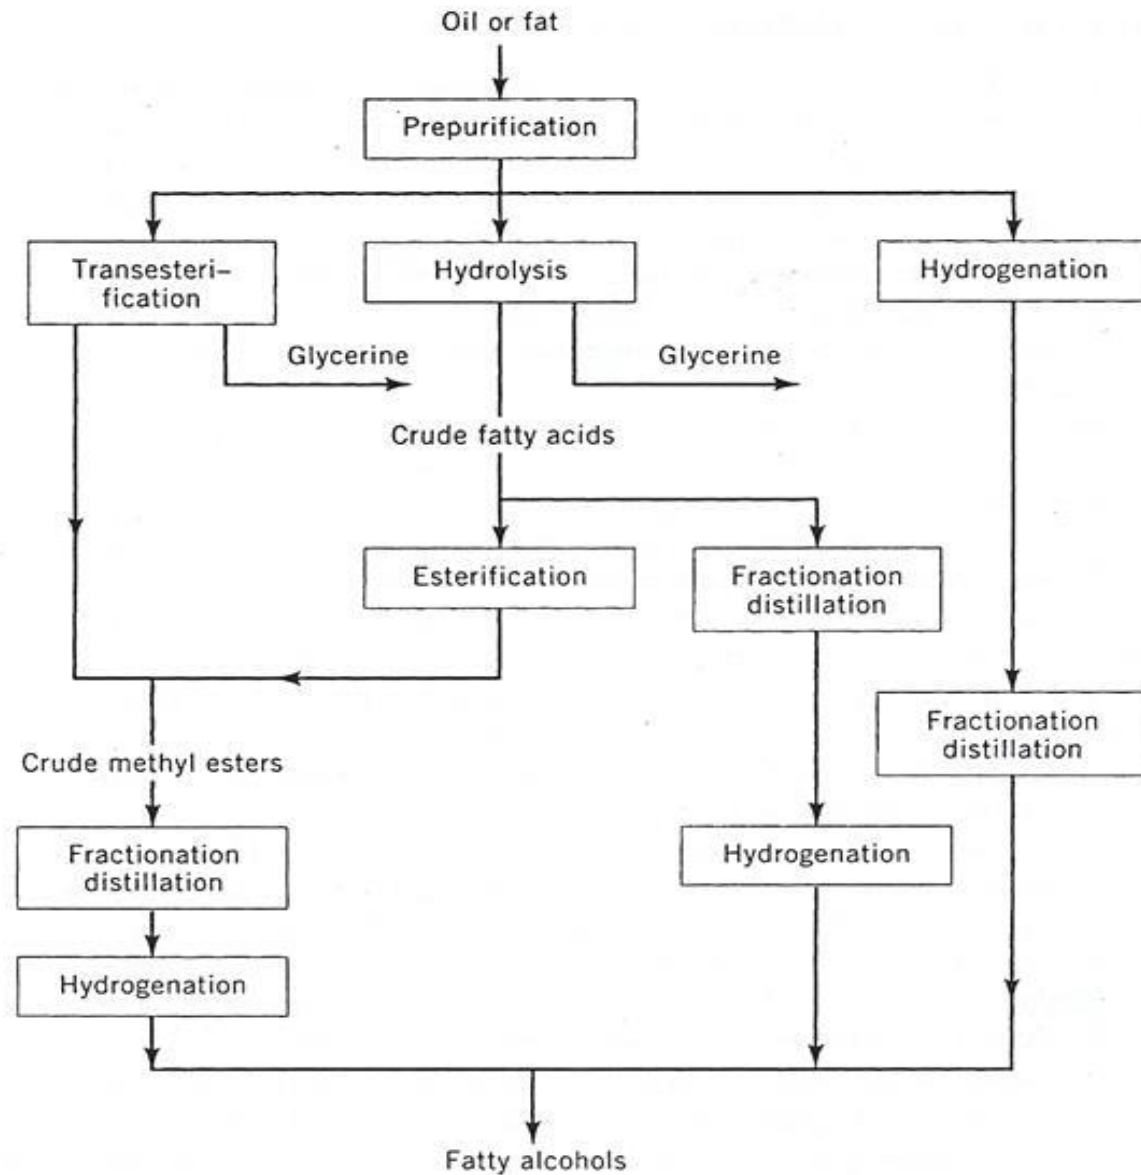 Oil or fat
Prepurification
Transesteri–
fication
Hydrolysis
Hydrogenation
Glycerine
Glycerine
Crude fatty acids
Esterification
Fractionation
distillation
Fractionation
distillation
Crude methyl esters
Fractionation
distillation
Hydrogenation
Hydrogenation
Fatty alcohols